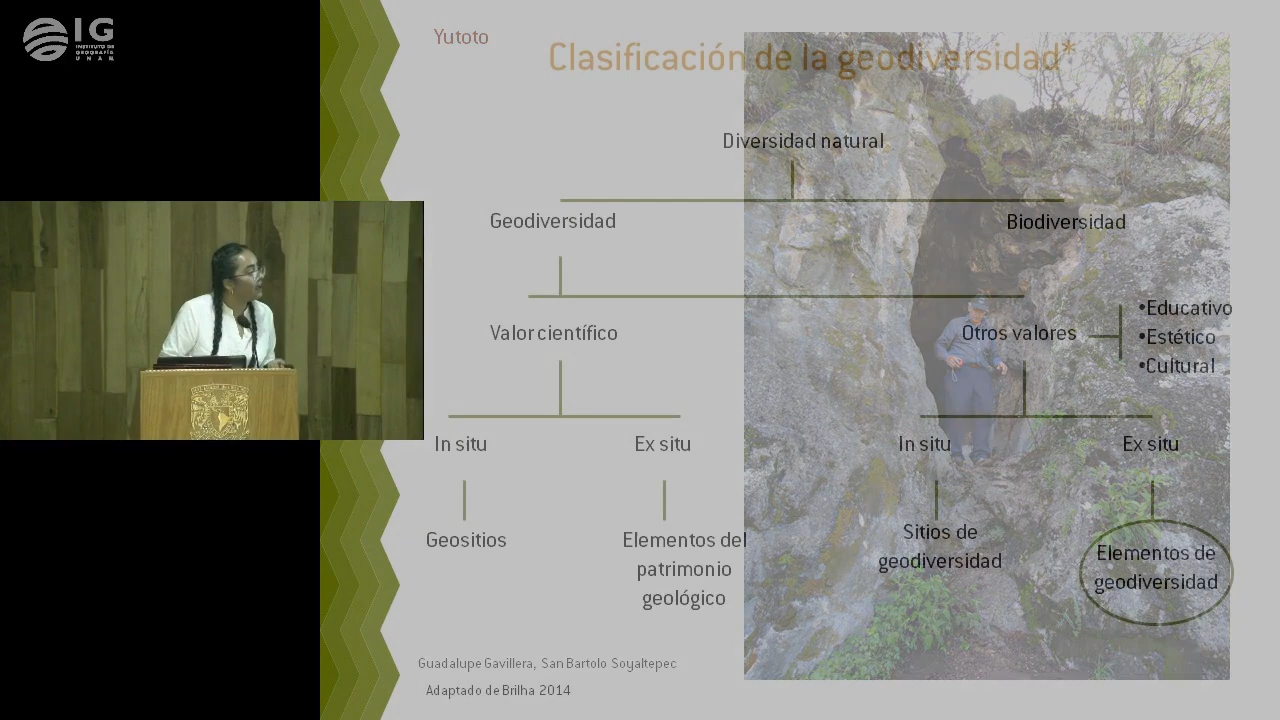 IG
INSTITUTO DE
GEOGRAFÍA
UNAM
Yutoto
Clasificación de la geodiversidad*
Diversidad natural
Geodiversidad
Biodiversidad
Valor científico
Otros valores
•Educativo
•Estético
•Cultural
In situ
Ex situ
In situ
Ex situ
Geositios
Elementos del
patrimonio
geológico
Sitios de
geodiversidad
Elementos de
geodiversidad
Guadalupe Gavillera, San Bartolo Soyaltepec
Adaptado de Brilha 2014